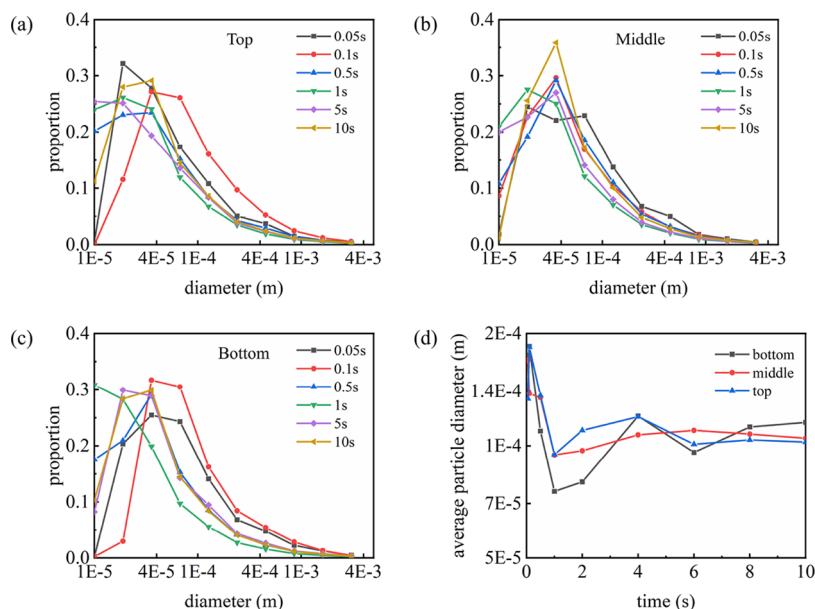 (a)
Top
0.05s
0.1s
0.5s
1s
5s
10s
0.4
0.3
0.2
0.1
0.0
proportion
1E-5 4E-5 1E-4 4E-4 1E-3 4E-3
diameter (m)
(b)
Middle
0.05s
0.1s
0.5s
1s
5s
10s
0.4
0.3
0.2
0.1
0.0
proportion
1E-5 4E-5 1E-4 4E-4 1E-3 4E-3
diameter (m)
(c)
Bottom
0.05s
0.1s
0.5s
1s
5s
10s
0.4
0.3
0.2
0.1
0.0
proportion
1E-5 4E-5 1E-4 4E-4 1E-3 4E-3
diameter (m)
(d)
bottom
middle
top
2E-4
1.4E-4
1E-4
7E-5
5E-5
average particle diameter (m)
0 2 4 6 8 10
time (s)